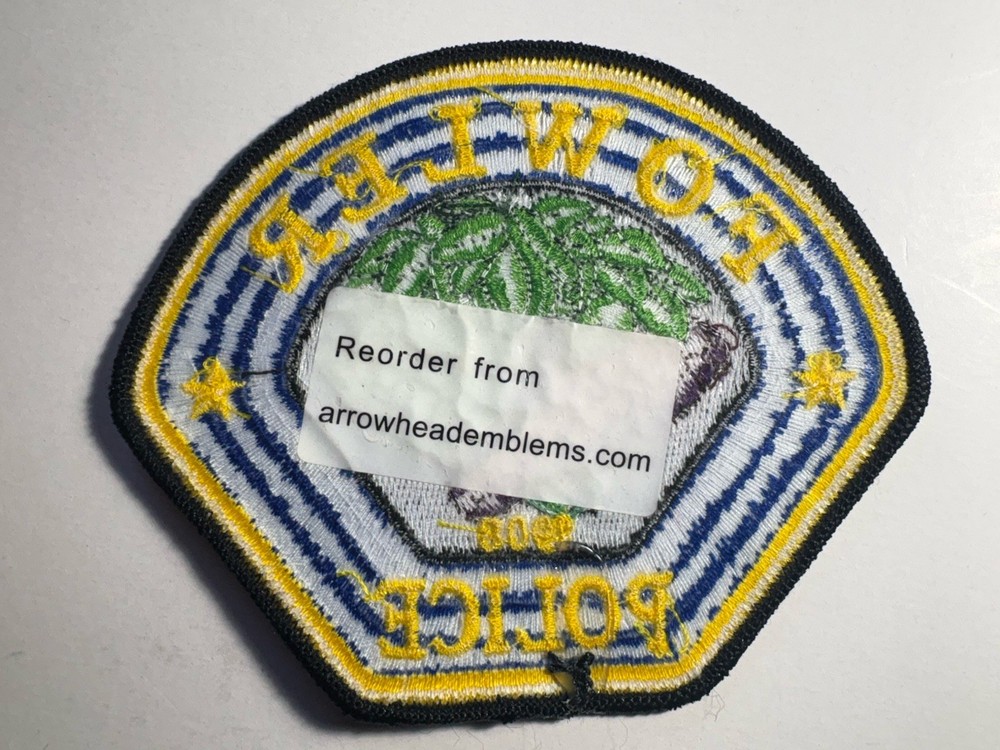 FOWLER
Reorder from
arrowheademblems.com
1908
POLICE